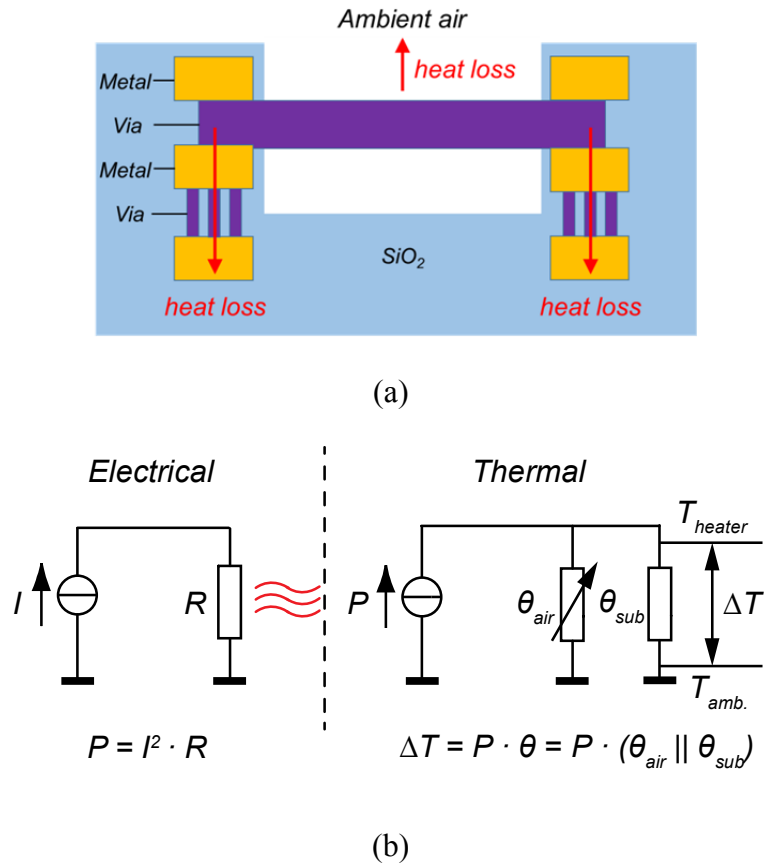 Ambient air
heat loss
Metal
Via
Metal
Via
SiO₂
heat loss
heat loss
(a)
Electrical
Thermal
I
R
P
θair
θsub
Theater
ΔT
Tamb.
P = I² · R
ΔT = P · θ = P · (θair || θsub)
(b)